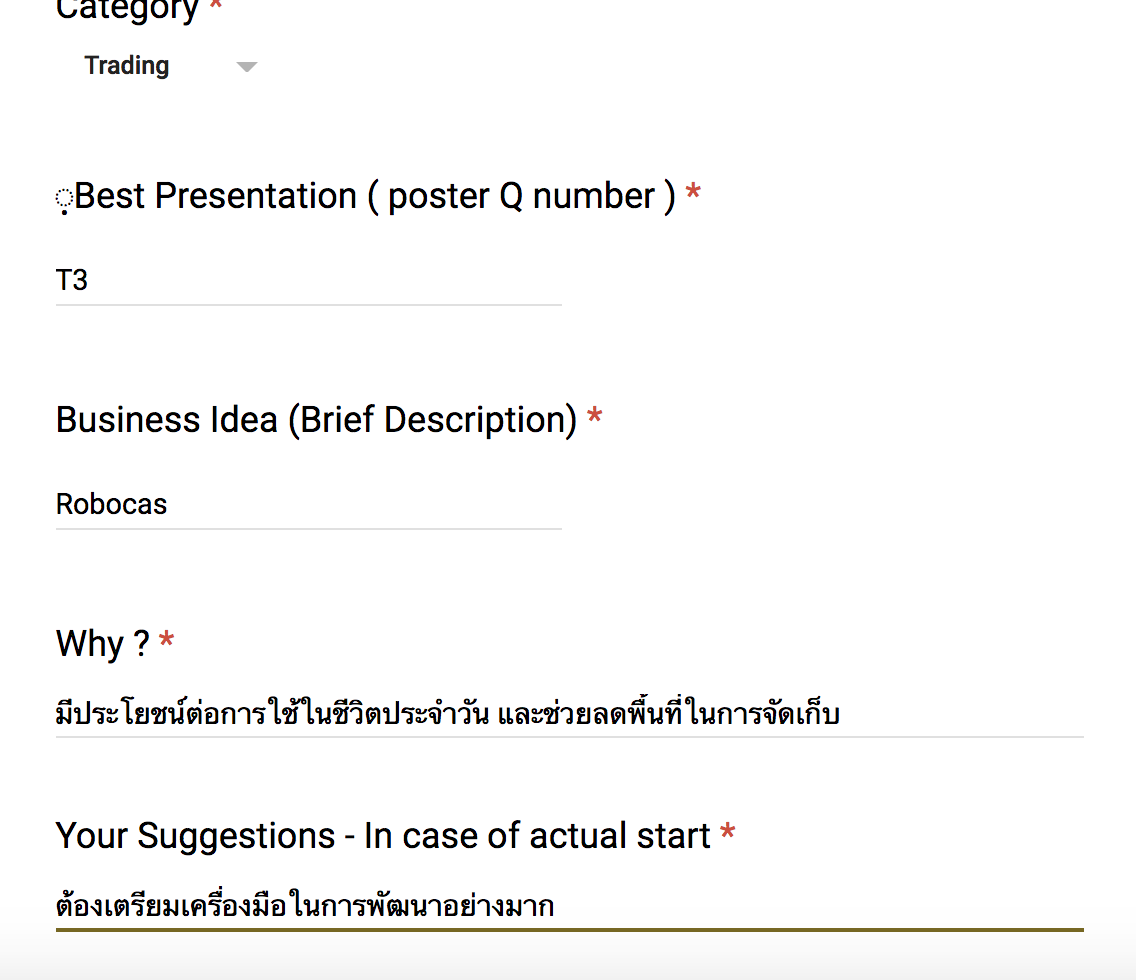 Category *
Trading
ฺBest Presentation ( poster Q number ) *
T3
Business Idea (Brief Description) *
Robocas
Why ? *
มีประโยชน์ต่อการใช้ในชีวิตประจำวัน และช่วยลดพื้นที่ในการจัดเก็บ
Your Suggestions - In case of actual start *
ต้องเตรียมเครื่องมือในการพัฒนาอย่างมาก